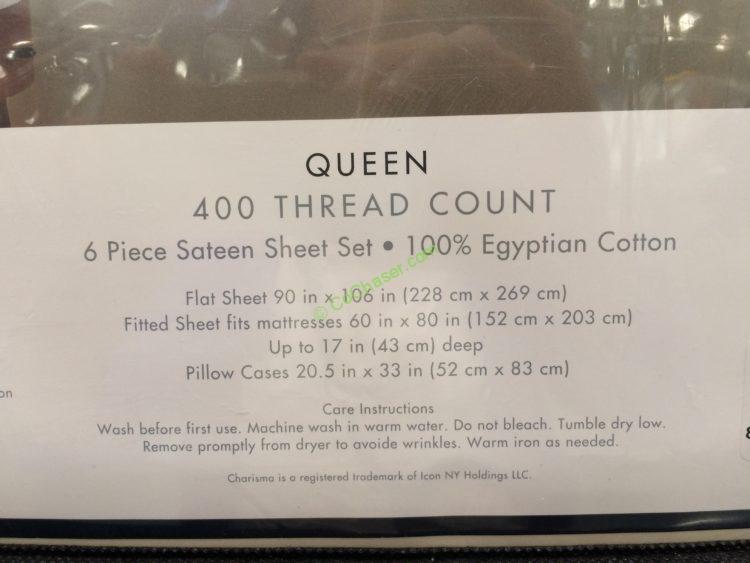 QUEEN
400 THREAD COUNT
6 Piece Sateen Sheet Set • 100% Egyptian Cotton
Flat Sheet 90 in x 106 in (228 cm x 269 cm)
Fitted Sheet fits mattresses 60 in x 80 in (152 cm x 203 cm)
Up to 17 in (43 cm) deep
Pillow Cases 20.5 in x 33 in (52 cm x 83 cm)
on
Care Instructions
Wash before first use. Machine wash in warm water. Do not bleach. Tumble dry low.
Remove promptly from dryer to avoide wrinkles. Warm iron as needed.
Charisma is a registered trademark of Icon NY Holdings LLC.
© CoChaser.com